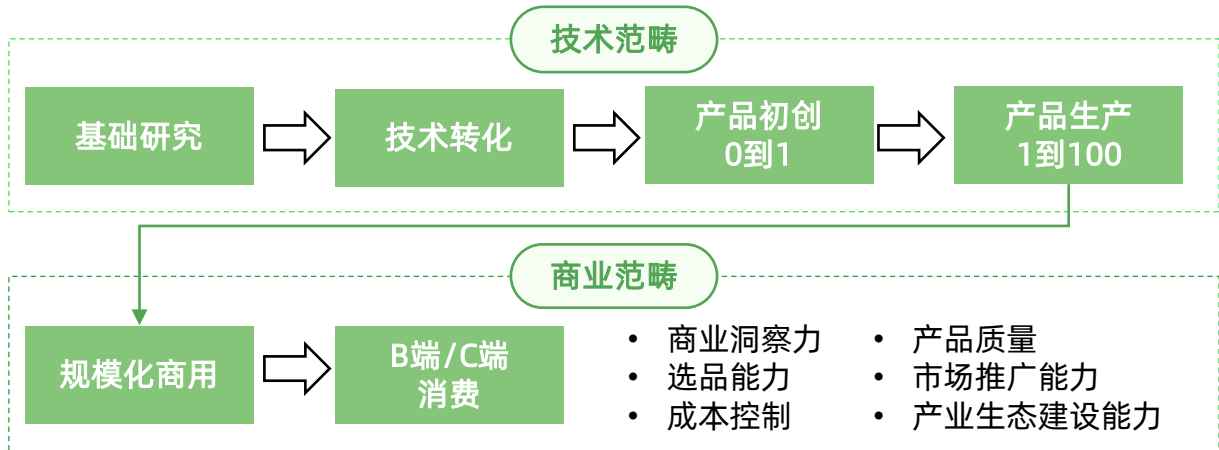 技术范畴
基础研究
技术转化
产品初创
0到1
产品生产
1到100
商业范畴
规模化商用
B端/C端
消费
• 商业洞察力
• 选品能力
• 成本控制
• 产品质量
• 市场推广能力
• 产业生态建设能力